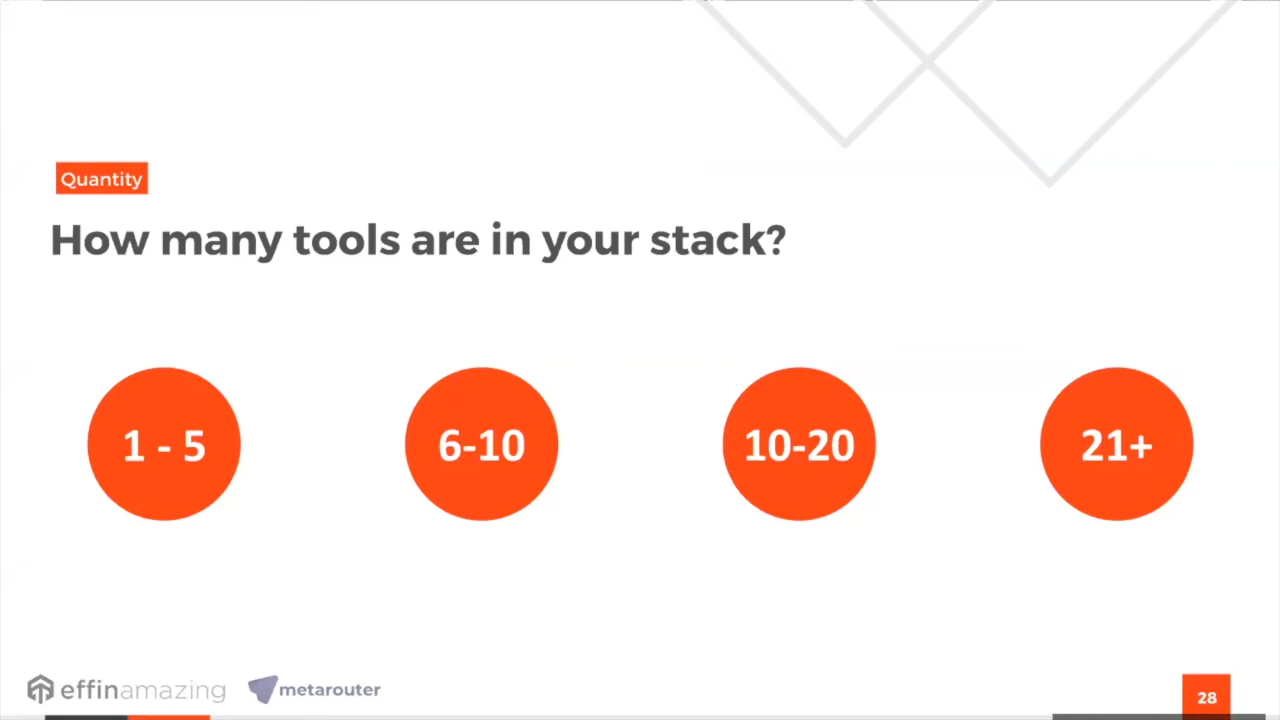 Quantity
How many tools are in your stack?
1 - 5
6-10
10-20
21+
effinamazing
metarouter
28